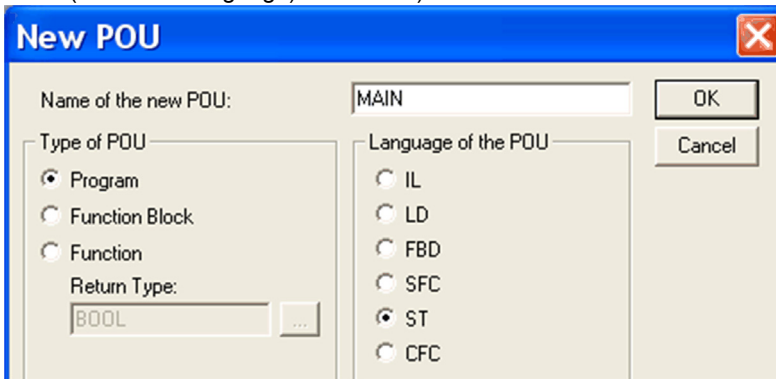 New POU
Name of the new POU: MAIN OK
Cancel
Type of POU
Program
Function Block
Function
Return Type:
BOOL ...
Language of the POU
IL
LD
FBD
SFC
ST
CFC